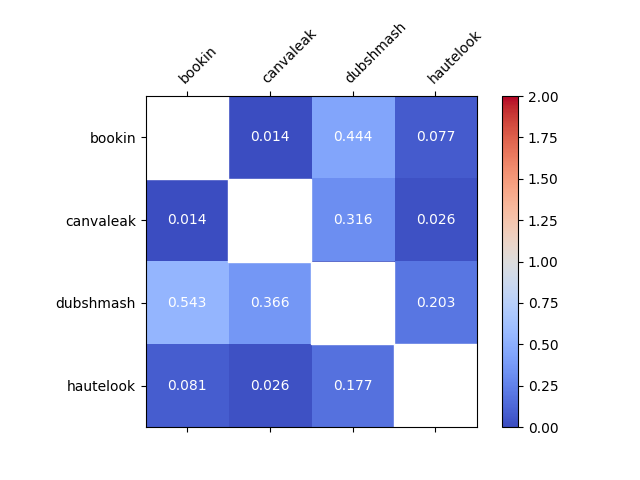 bookin canvaleak dubshmash hautelook
bookin 0.014 0.444 0.077
canvaleak 0.014 0.316 0.026
dubshmash 0.543 0.366 0.203
hautelook 0.081 0.026 0.177
2.00
1.75
1.50
1.25
1.00
0.75
0.50
0.25
0.00